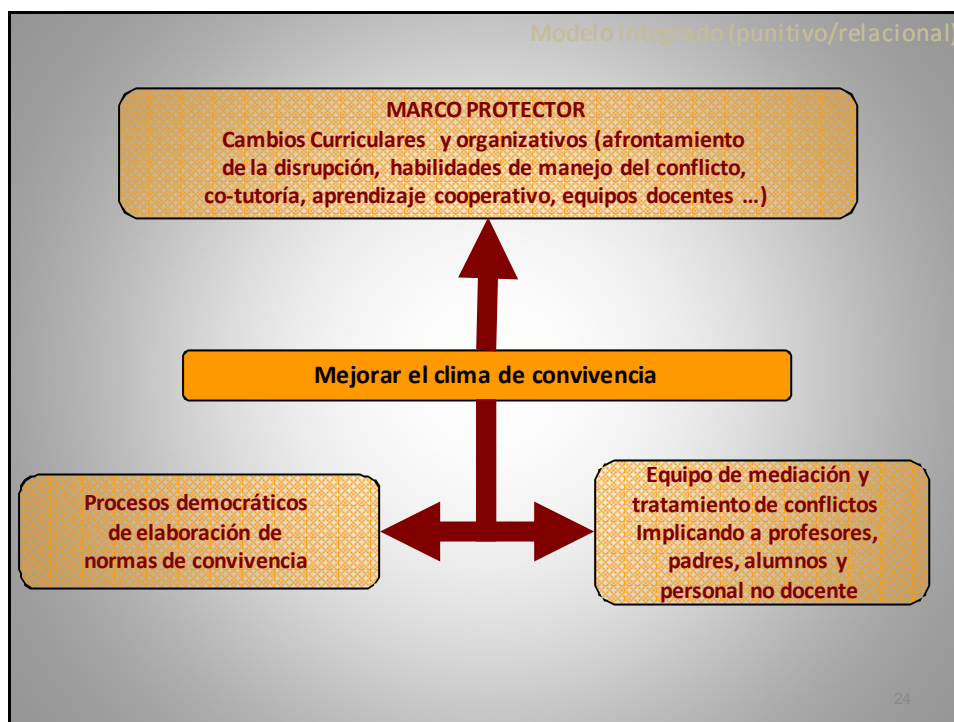 Modelo integrado (punitivo/relacional)
MARCO PROTECTOR
Cambios Curriculares y organizativos (afrontamiento
de la disrupción, habilidades de manejo del conflicto,
co-tutoría, aprendizaje cooperativo, equipos docentes ...)
Mejorar el clima de convivencia
Procesos democráticos
de elaboración de
normas de convivencia
Equipo de mediación y
tratamiento de conflictos
Implicando a profesores,
padres, alumnos y
personal no docente
24